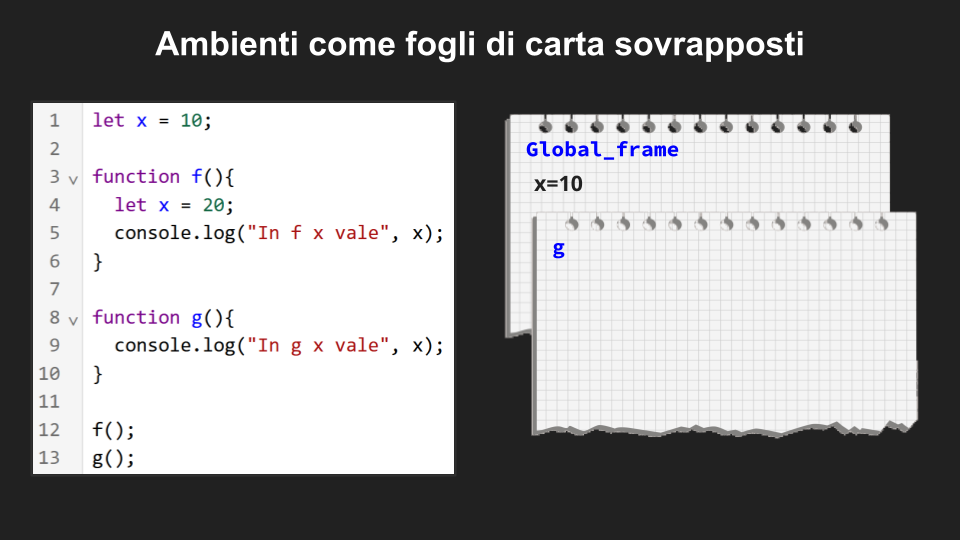 Ambienti come fogli di carta sovrapposti
1 let x = 10;
2
3 function f(){
4   let x = 20;
5   console.log("In f x vale", x);
6 }
7
8 function g(){
9   console.log("In g x vale", x);
10 }
11
12 f();
13 g();
Global_frame
x=10
g